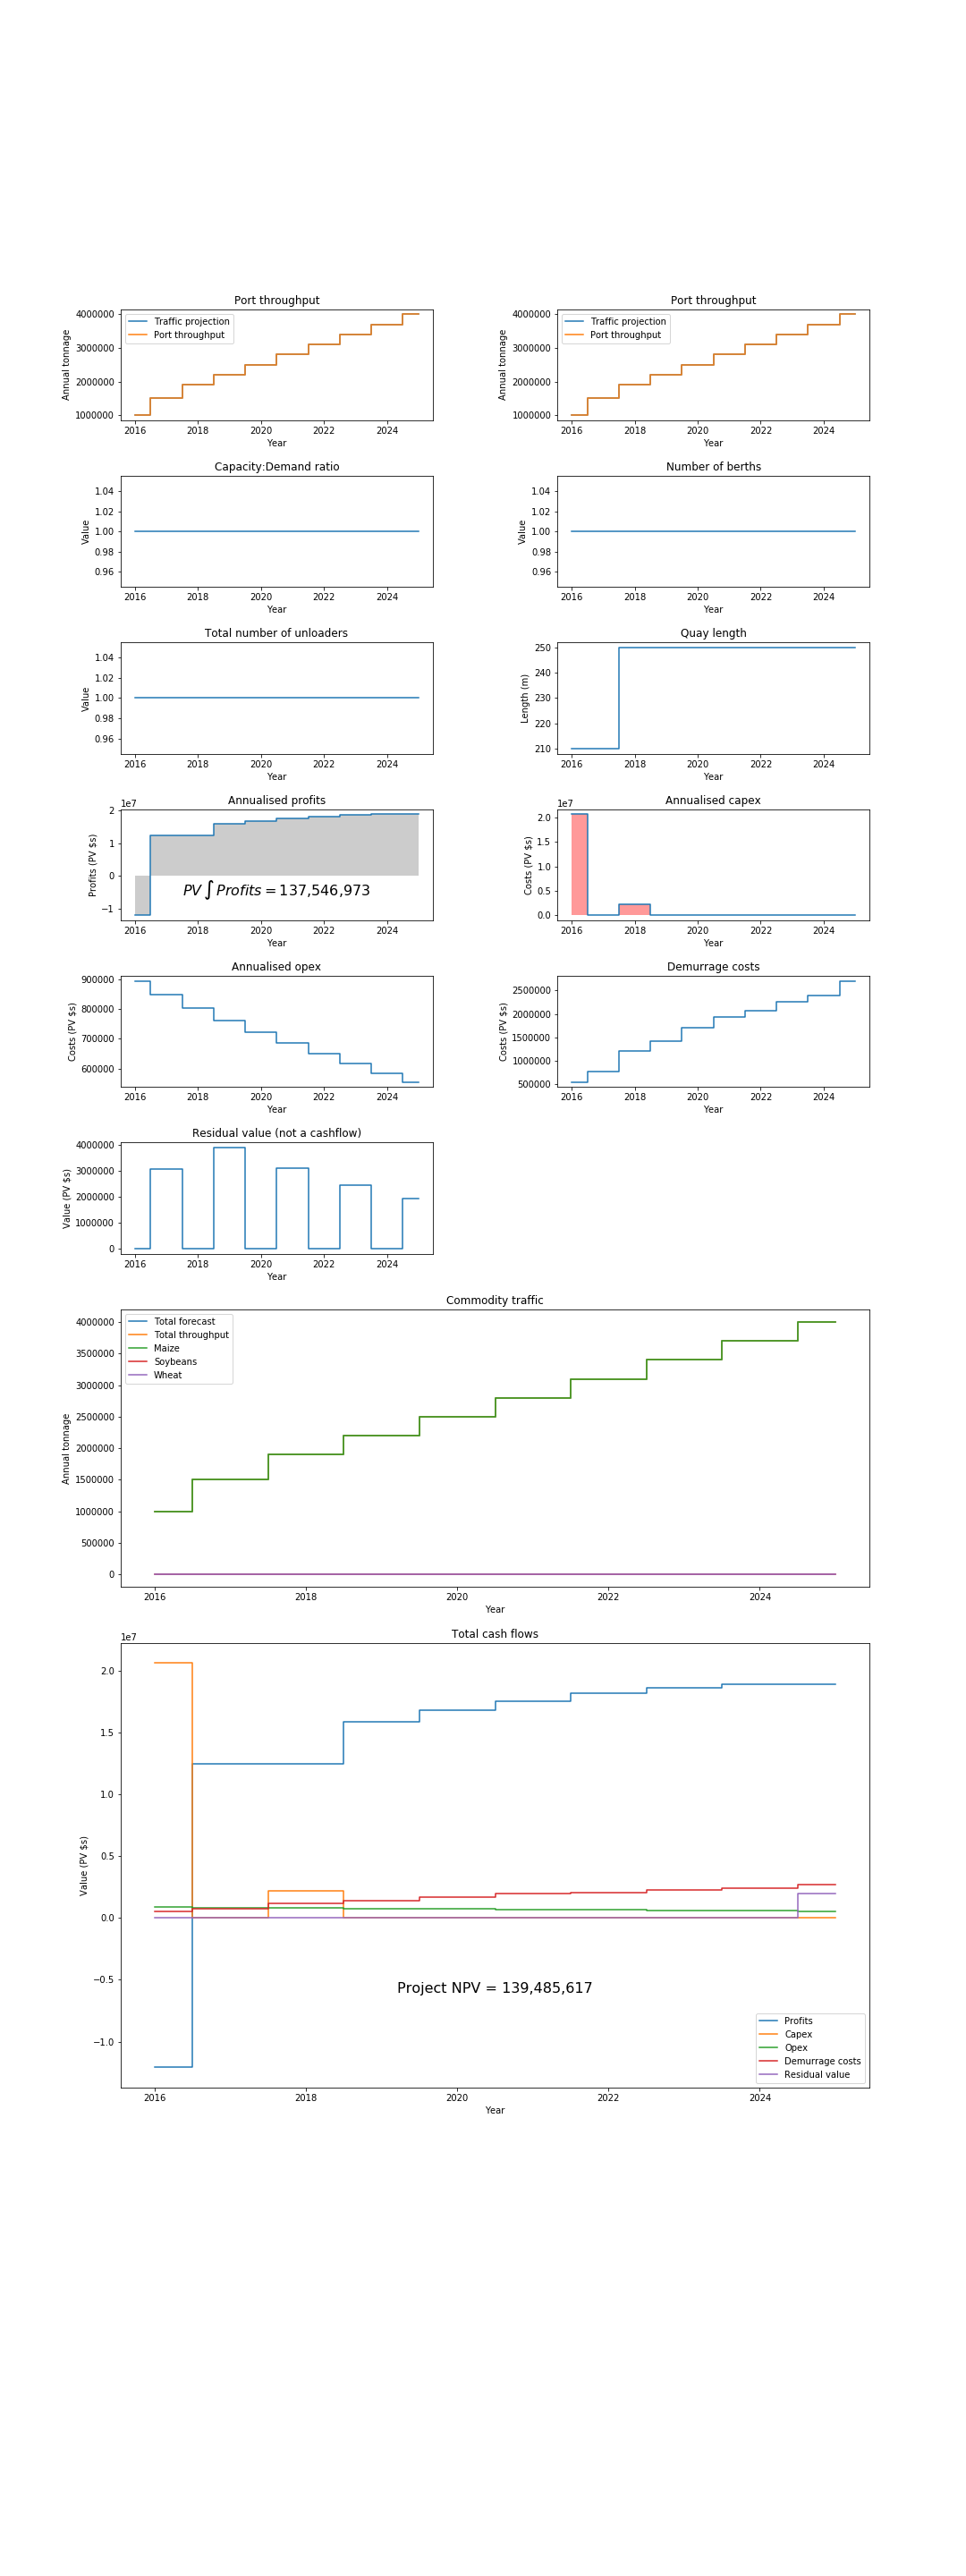 Port throughput
4000000
3000000
2000000
1000000
Annual tonnage
Traffic projection
Port throughput
2016 2018 2020 2022 2024
Year
Port throughput
4000000
3000000
2000000
1000000
Annual tonnage
Traffic projection
Port throughput
2016 2018 2020 2022 2024
Year
Capacity:Demand ratio
1.04
1.02
1.00
0.98
0.96
Value
2016 2018 2020 2022 2024
Year
Number of berths
1.04
1.02
1.00
0.98
0.96
Value
2016 2018 2020 2022 2024
Year
Total number of unloaders
1.04
1.02
1.00
0.98
0.96
Value
2016 2018 2020 2022 2024
Year
Quay length
250
240
230
220
210
Length (m)
2016 2018 2020 2022 2024
Year
Annualised profits
1e7
2
1
0
−1
Profits (PV $s)
PV ∫ Profits = 137,546,973
2016 2018 2020 2022 2024
Year
Annualised capex
1e7
2.0
1.5
1.0
0.5
0.0
Costs (PV $s)
2016 2018 2020 2022 2024
Year
Annualised opex
900000
800000
700000
600000
Costs (PV $s)
2016 2018 2020 2022 2024
Year
Demurrage costs
2500000
2000000
1500000
1000000
500000
Costs (PV $s)
2016 2018 2020 2022 2024
Year
Residual value (not a cashflow)
4000000
3000000
2000000
1000000
0
Value (PV $s)
2016 2018 2020 2022 2024
Year
Commodity traffic
4000000
3500000
3000000
2500000
2000000
1500000
1000000
500000
0
Annual tonnage
Total forecast
Total throughput
Maize
Soybeans
Wheat
2016 2018 2020 2022 2024
Year
Total cash flows
1e7
2.0
1.5
1.0
0.5
0.0
−0.5
−1.0
Value (PV $s)
Project NPV = 139,485,617
Profits
Capex
Opex
Demurrage costs
Residual value
2016 2018 2020 2022 2024
Year